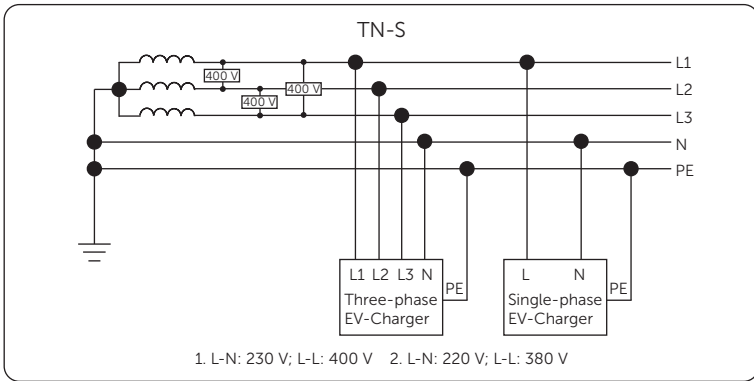 TN-S
L1
400 V
400 V
L2
400 V
L3
N
PE
L1 L2 L3 N
PE
Three-phase
EV-Charger
L N
PE
Single-phase
EV-Charger
1. L-N: 230 V; L-L: 400 V 2. L-N: 220 V; L-L: 380 V